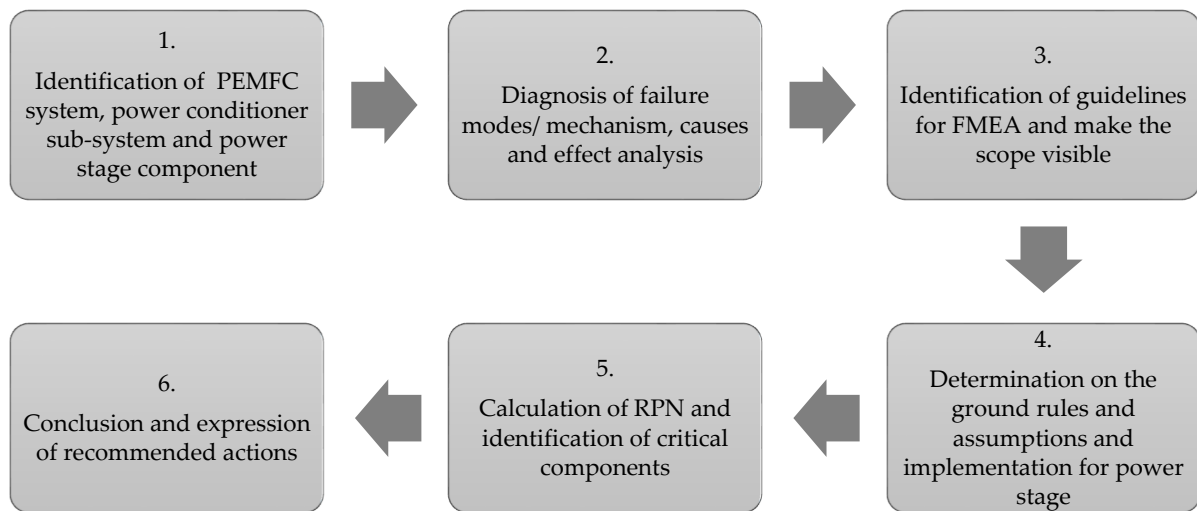 1.
Identification of PEMFC
system, power conditioner
sub-system and power
stage component
2.
Diagnosis of failure
modes/ mechanism, causes
and effect analysis
3.
Identification of guidelines
for FMEA and make the
scope visible
4.
Determination on the
ground rules and
assumptions and
implementation for power
stage
5.
Calculation of RPN and
identification of critical
components
6.
Conclusion and expression
of recommended actions